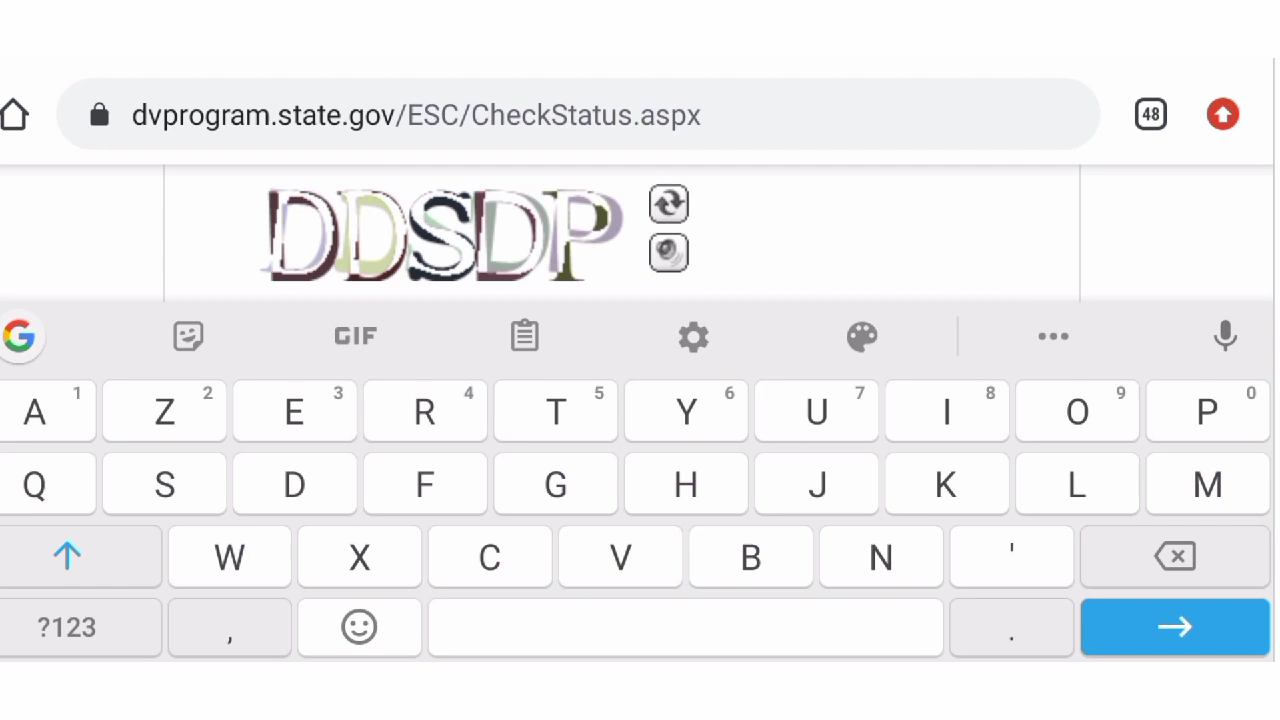 48
dvprogram.state.gov/ESC/CheckStatus.aspx
DDSDP
G GIF
A 1 Z 2 E 3 R 4 T 5 Y 6 U 7 I 8 O 9 P 0
Q S D F G H J K L M
W X C V B N '
?123 , .